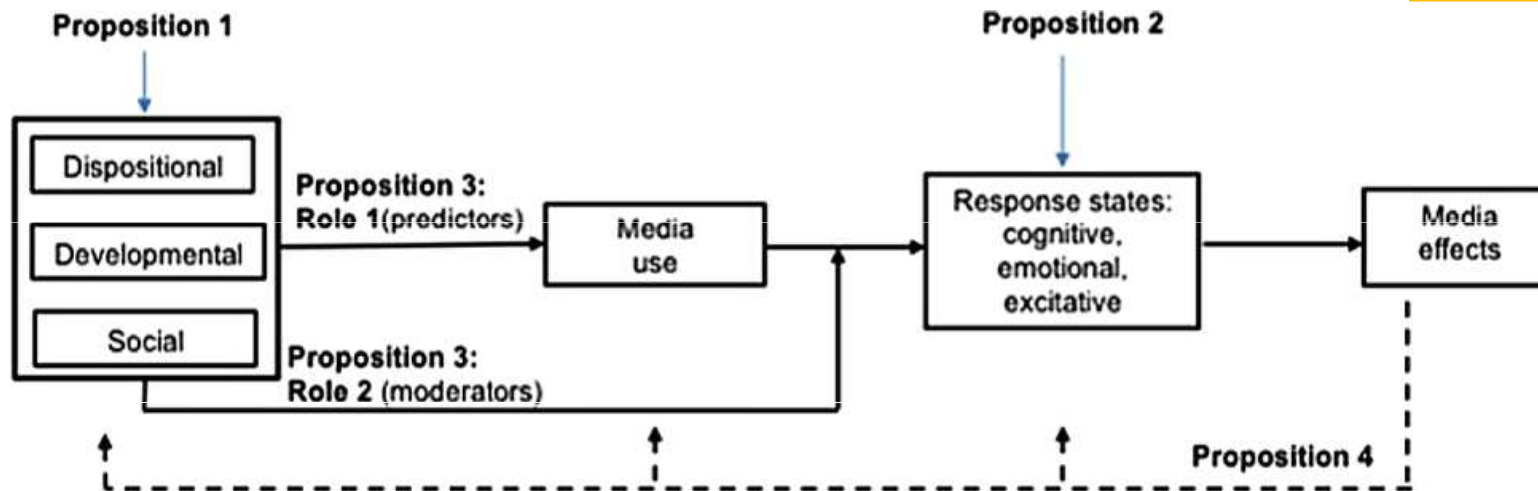 Proposition 1
Proposition 2
Dispositional
Developmental
Social
Proposition 3:
Role 1(predictors)
Media
use
Proposition 3:
Role 2 (moderators)
Response states:
cognitive,
emotional,
excitative
Media
effects
Proposition 4